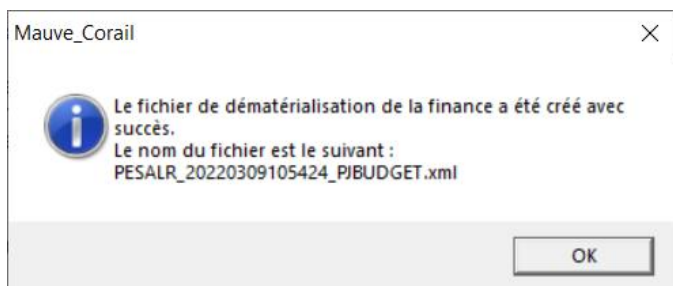 Mauve_Corail
Le fichier de dématérialisation de la finance a été créé avec
succès.
Le nom du fichier est le suivant :
PESALR_20220309105424_PJBUDGET.xml
OK